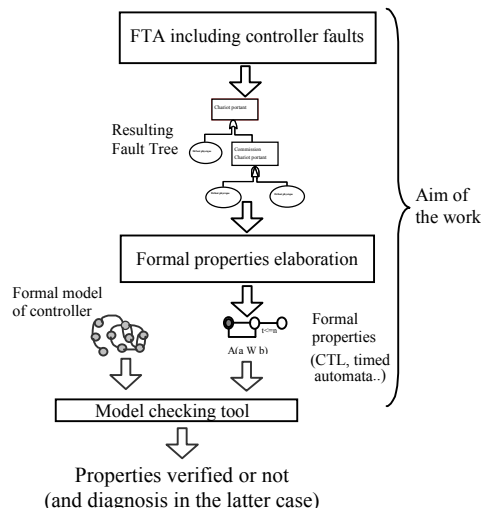 FTA including controller faults
Chariot portant
Resulting
Fault Tree
Commission
Chariot portant
Aim of
the work
Formal properties elaboration
Formal model
of controller
t<=n
A(a W b)
Formal
properties
(CTL, timed
automata..)
Model checking tool
Properties verified or not
(and diagnosis in the latter case)